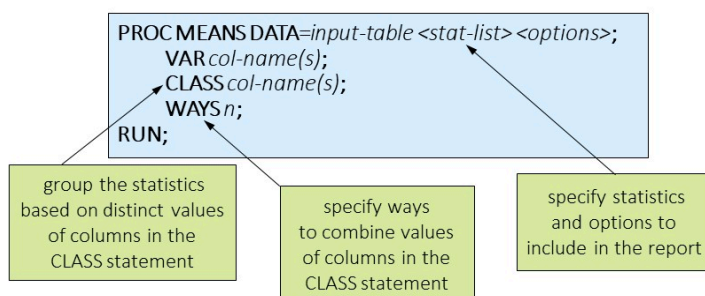 PROC MEANS DATA=input-table <stat-list> <options>;
VAR col-name(s);
CLASS col-name(s);
WAYS n;
RUN;
group the statistics
based on distinct values
of columns in the
CLASS statement
specify ways
to combine values
of columns in the
CLASS statement
specify statistics
and options to
include in the report